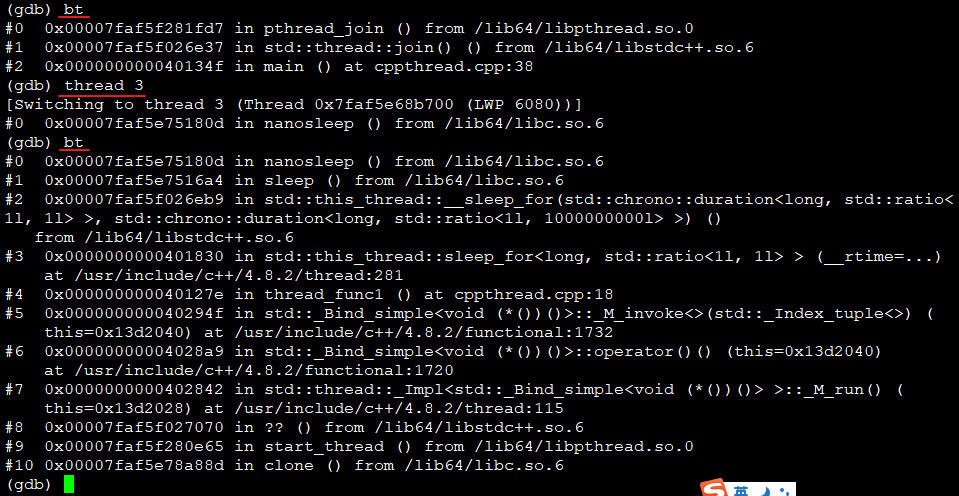 (gdb) bt
#0  0x00007faf5f281fd7 in pthread_join () from /lib64/libpthread.so.0
#1  0x00007faf5f026e37 in std::thread::join() () from /lib64/libstdc++.so.6
#2  0x000000000040134f in main () at cppthread.cpp:38
(gdb) thread 3
[Switching to thread 3 (Thread 0x7faf5e68b700 (LWP 6080))]
#0  0x00007faf5e75180d in nanosleep () from /lib64/libc.so.6
(gdb) bt
#0  0x00007faf5e75180d in nanosleep () from /lib64/libc.so.6
#1  0x00007faf5e7516a4 in sleep () from /lib64/libc.so.6
#2  0x00007faf5f026eb9 in std::this_thread::__sleep_for(std::chrono::duration<long, std::ratio<
1l, 1l> >, std::chrono::duration<long, std::ratio<1l, 1000000000l> >) ()
   from /lib64/libstdc++.so.6
#3  0x0000000000401830 in std::this_thread::sleep_for<long, std::ratio<1l, 1l> > (__rtime=...)
    at /usr/include/c++/4.8.2/thread:281
#4  0x000000000040127e in thread_func1 () at cppthread.cpp:18
#5  0x000000000040294f in std::_Bind_simple<void (*())()>::_M_invoke<>(std::_Index_tuple<>) (
    this=0x13d2040) at /usr/include/c++/4.8.2/functional:1732
#6  0x00000000004028a9 in std::_Bind_simple<void (*())()>::operator()() (this=0x13d2040)
    at /usr/include/c++/4.8.2/functional:1720
#7  0x0000000000402842 in std::thread::_Impl<std::_Bind_simple<void (*())()> >::_M_run() (
    this=0x13d2028) at /usr/include/c++/4.8.2/thread:115
#8  0x00007faf5f027070 in ?? () from /lib64/libstdc++.so.6
#9  0x00007faf5f280e65 in start_thread () from /lib64/libpthread.so.0
#10 0x00007faf5e78a88d in clone () from /lib64/libc.so.6
(gdb)
S 英